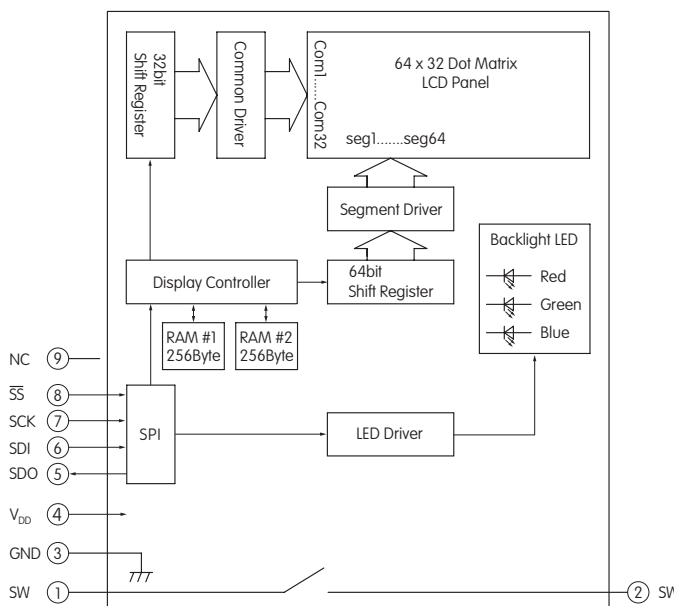 32bit
Shift Register
Common Driver
Com1......Com32
64 x 32 Dot Matrix
LCD Panel
seg1.......seg64
Segment Driver
Backlight LED
Red
Green
Blue
Display Controller
64bit
Shift Register
RAM #1
256Byte
RAM #2
256Byte
NC 9
SS 8
SCK 7
SDI 6
SDO 5
SPI
LED Driver
VDD 4
GND 3
SW 1
2 SW